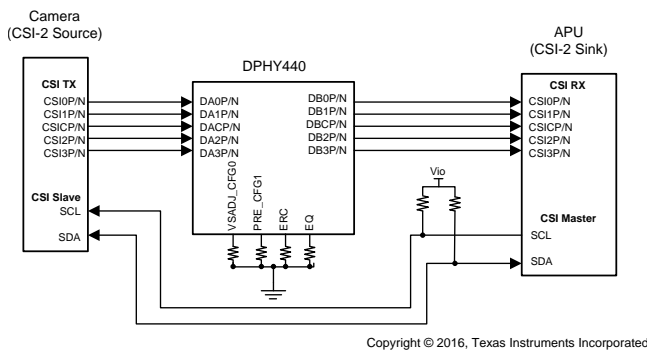 Camera
(CSI-2 Source)
APU
(CSI-2 Sink)
DPHY440
CSI TX
CSI0P/N
CSI1P/N
CSICP/N
CSI2P/N
CSI3P/N
CSI Slave
SCL
SDA
DA0P/N
DA1P/N
DACP/N
DA2P/N
DA3P/N
DB0P/N
DB1P/N
DBCP/N
DB2P/N
DB3P/N
VSADJ_CFG0
PRE_CFG1
ERC
EQ
CSI RX
CSI0P/N
CSI1P/N
CSICP/N
CSI2P/N
CSI3P/N
Vio
CSI Master
SCL
SDA
Copyright © 2016, Texas Instruments Incorporated